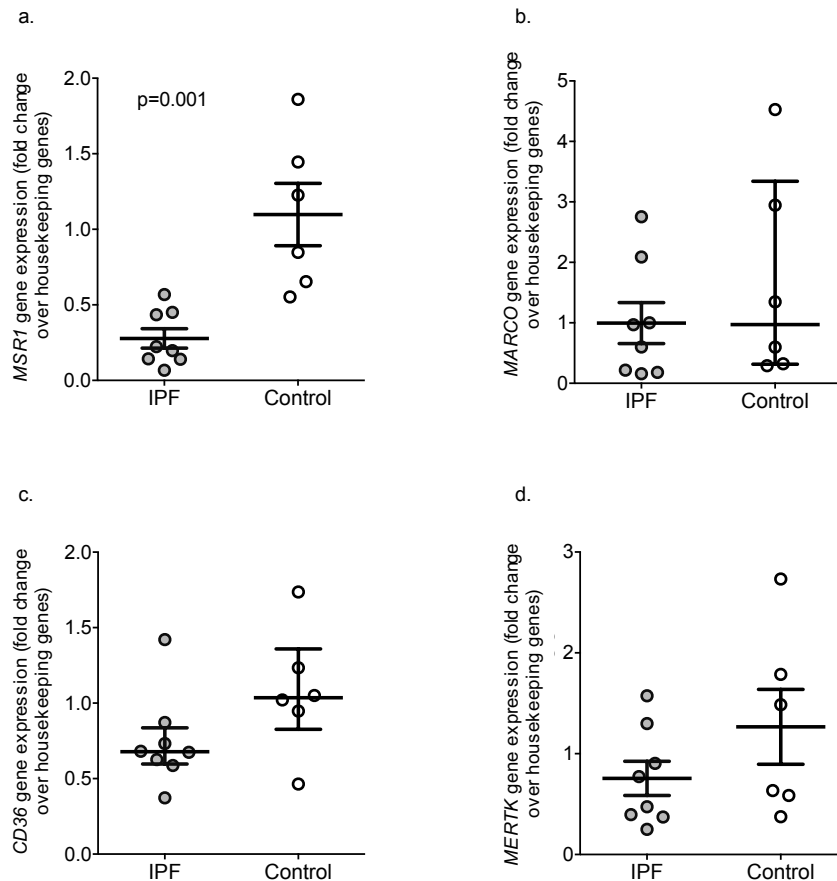 a.
MSR1 gene expression (fold change
over housekeeping genes)
2.0
1.5
1.0
0.5
0.0
p=0.001
IPF
Control
b.
MARCO gene expression (fold change
over housekeeping genes)
5
4
3
2
1
0
IPF
Control
c.
CD36 gene expression (fold change
over housekeeping genes)
2.0
1.5
1.0
0.5
0.0
IPF
Control
d.
MERTK gene expression (fold change
over housekeeping genes)
3
2
1
0
IPF
Control